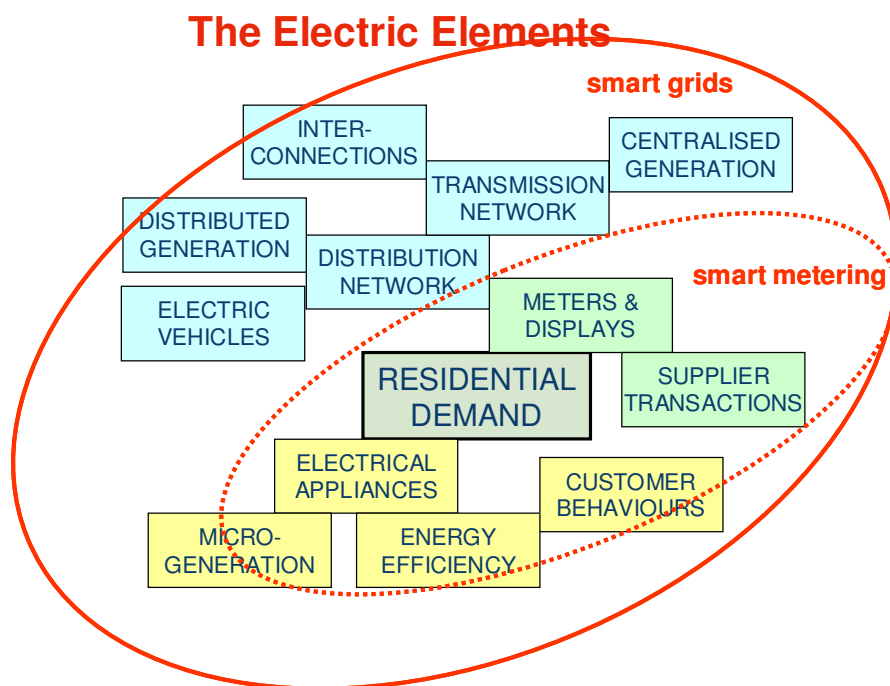 The Electric Elements
smart grids
INTER-
CONNECTIONS
CENTRALISED
GENERATION
TRANSMISSION
NETWORK
DISTRIBUTED
GENERATION
DISTRIBUTION
NETWORK
smart metering
ELECTRIC
VEHICLES
METERS &
DISPLAYS
RESIDENTIAL
DEMAND
SUPPLIER
TRANSACTIONS
ELECTRICAL
APPLIANCES
CUSTOMER
BEHAVIOURS
MICRO-
GENERATION
ENERGY
EFFICIENCY